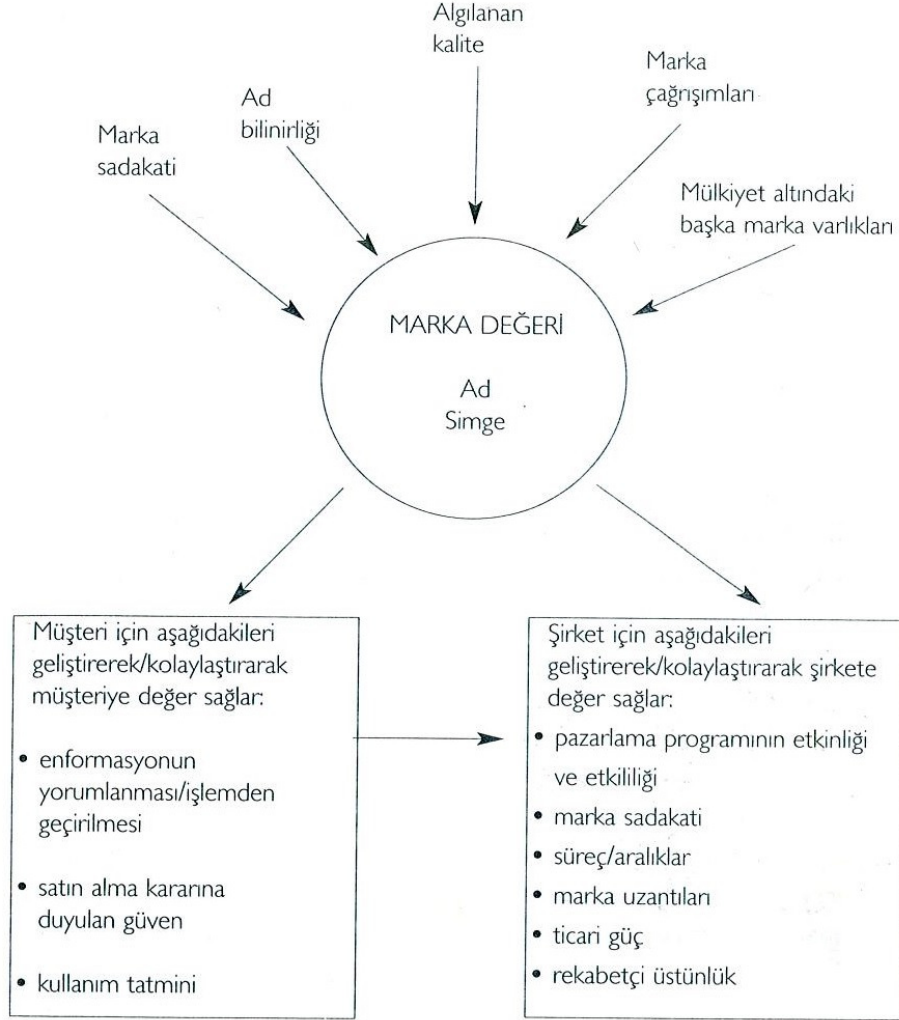 Algılanan
kalite
Marka
çağrışımları
Ad
bilinirliği
Marka
sadakati
Mülkiyet altındaki
başka marka varlıkları
MARKA DEĞERİ
Ad
Simge
Müşteri için aşağıdakileri
geliştirerek/kolaylaştırarak
müşteriye değer sağlar:
• enformasyonun
yorumlanması/işlemden
geçirilmesi
• satın alma kararına
duyulan güven
• kullanım tatmini
Şirket için aşağıdakileri
geliştirerek/kolaylaştırarak şirkete
değer sağlar:
• pazarlama programının etkinliği
ve etkililiği
• marka sadakati
• süreç/aralıklar
• marka uzantıları
• ticari güç
• rekabetçi üstünlük